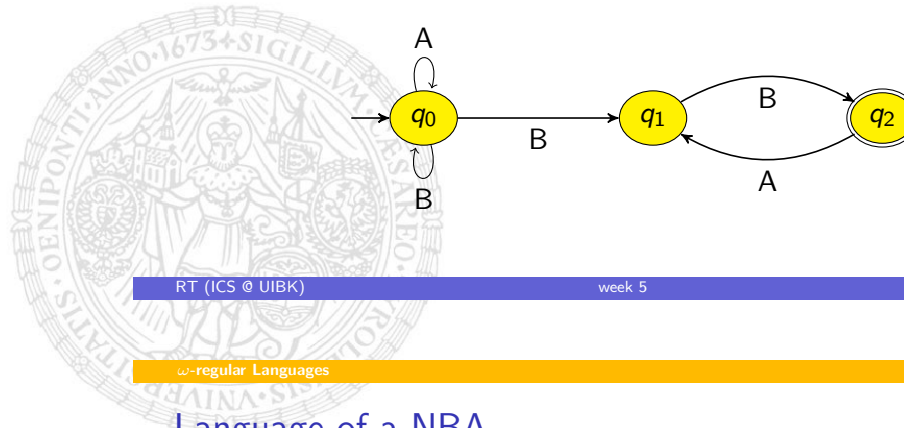 A
q0 q1 B q2
B
A
B
RT (ICS @ UIBK) week 5
ω-regular Languages
Language of a NBA